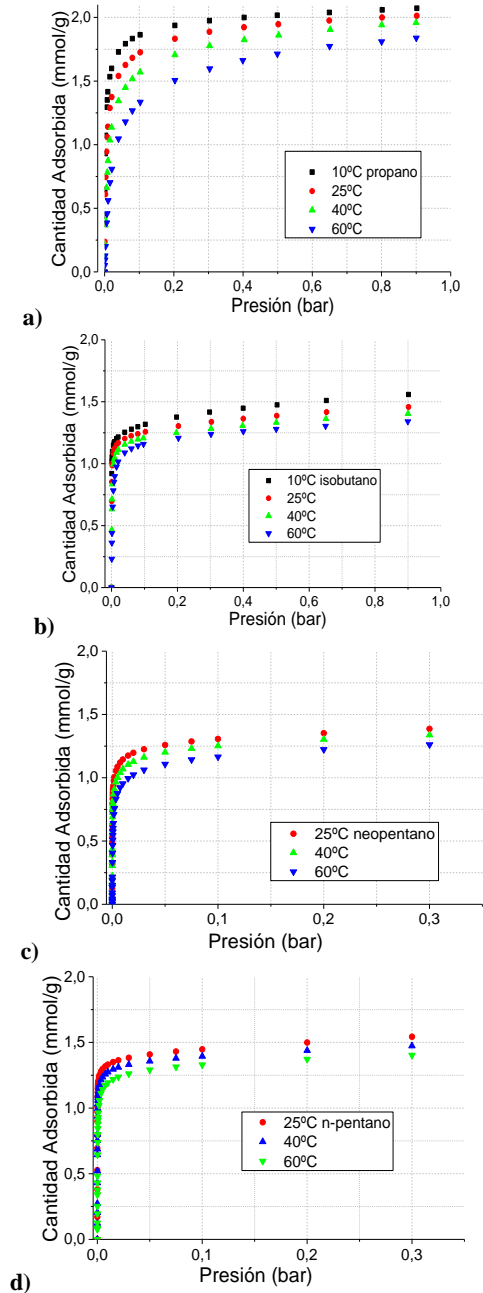 Cantidad Adsorbida (mmol/g)
2,0
1,5
1,0
0,5
0,0
10ºC propano
25ºC
40ºC
60ºC
0,0 0,2 0,4 0,6 0,8 1,0
Presión (bar)
a)
Cantidad Adsorbida (mmol/g)
2,0
1,5
1,0
0,5
0,0
10ºC isobutano
25ºC
40ºC
60ºC
0,0 0,2 0,4 0,6 0,8 1,0
Presión (bar)
b)
Cantidad Adsorbida (mmol/g)
2,0
1,5
1,0
0,5
0,0
25ºC neopentano
40ºC
60ºC
0,0 0,1 0,2 0,3
Presión (bar)
c)
Cantidad Adsorbida (mmol/g)
2,0
1,5
1,0
0,5
0,0
25ºC n-pentano
40ºC
60ºC
0,0 0,1 0,2 0,3
Presión (bar)
d)